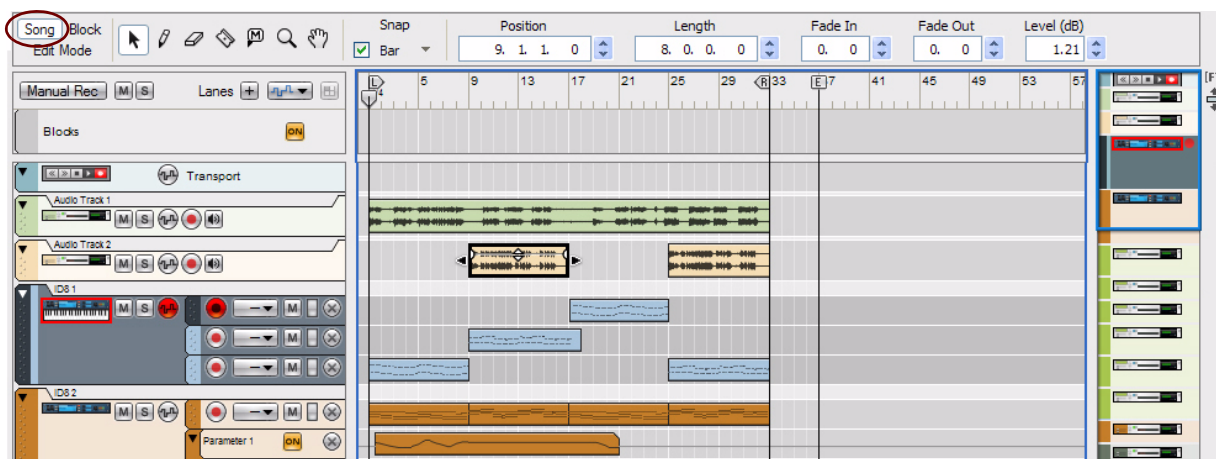 Song Block Snap Position Length Fade In Fade Out Level (dB)
Edit Mode M Bar 9. 1. 1. 0 8. 0. 0. 0 0. 0 0. 0 1.21
Manual Rec M S Lanes + L 5 9 13 17 21 25 29 R 33 E 7 41 45 49 53 57 [F
4
Blocks ON
Transport
Audio Track 1
M S
Audio Track 2
M S
ID8 1
M S — M
— M
— M
ID8 2
M S — M
Parameter 1 ON